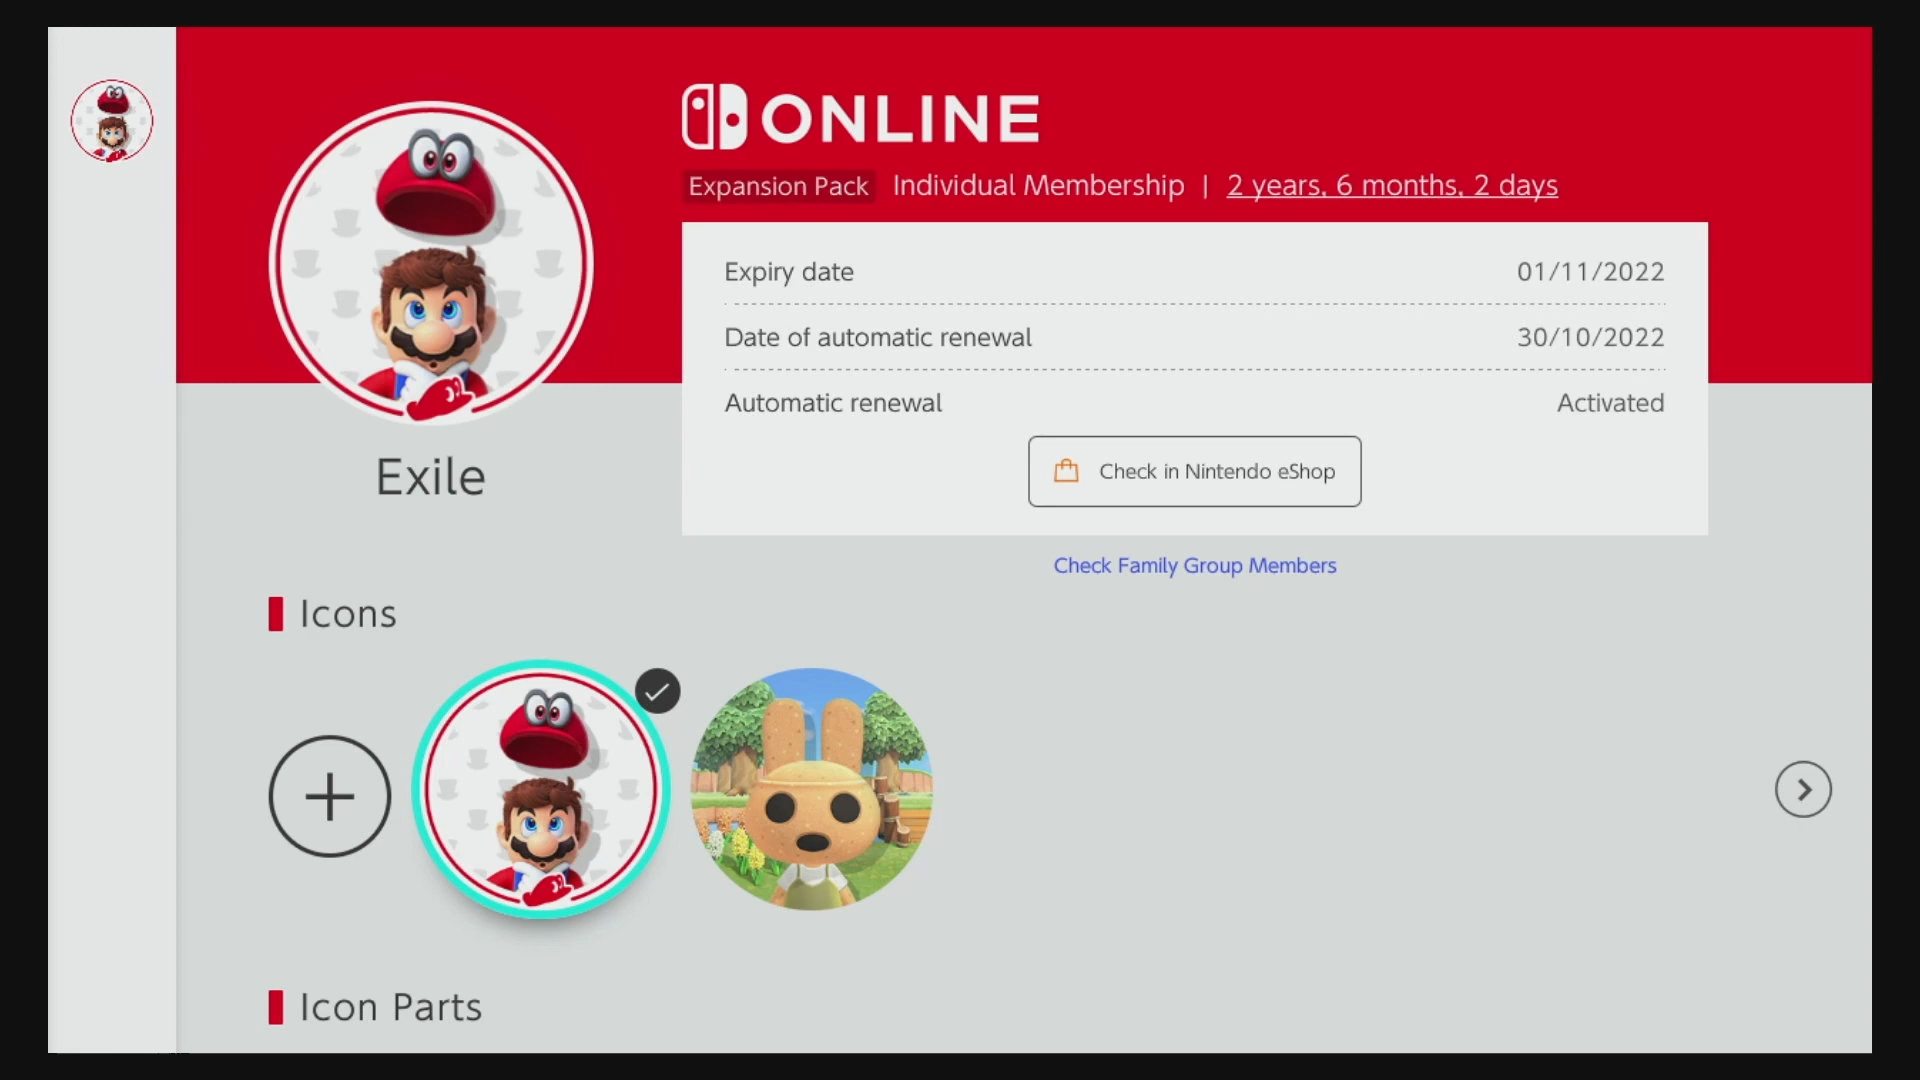 ONLINE
Expansion Pack Individual Membership | 2 years, 6 months, 2 days
Expiry date 01/11/2022
Date of automatic renewal 30/10/2022
Automatic renewal Activated
Check in Nintendo eShop
Check Family Group Members
Exile
Icons
Icon Parts